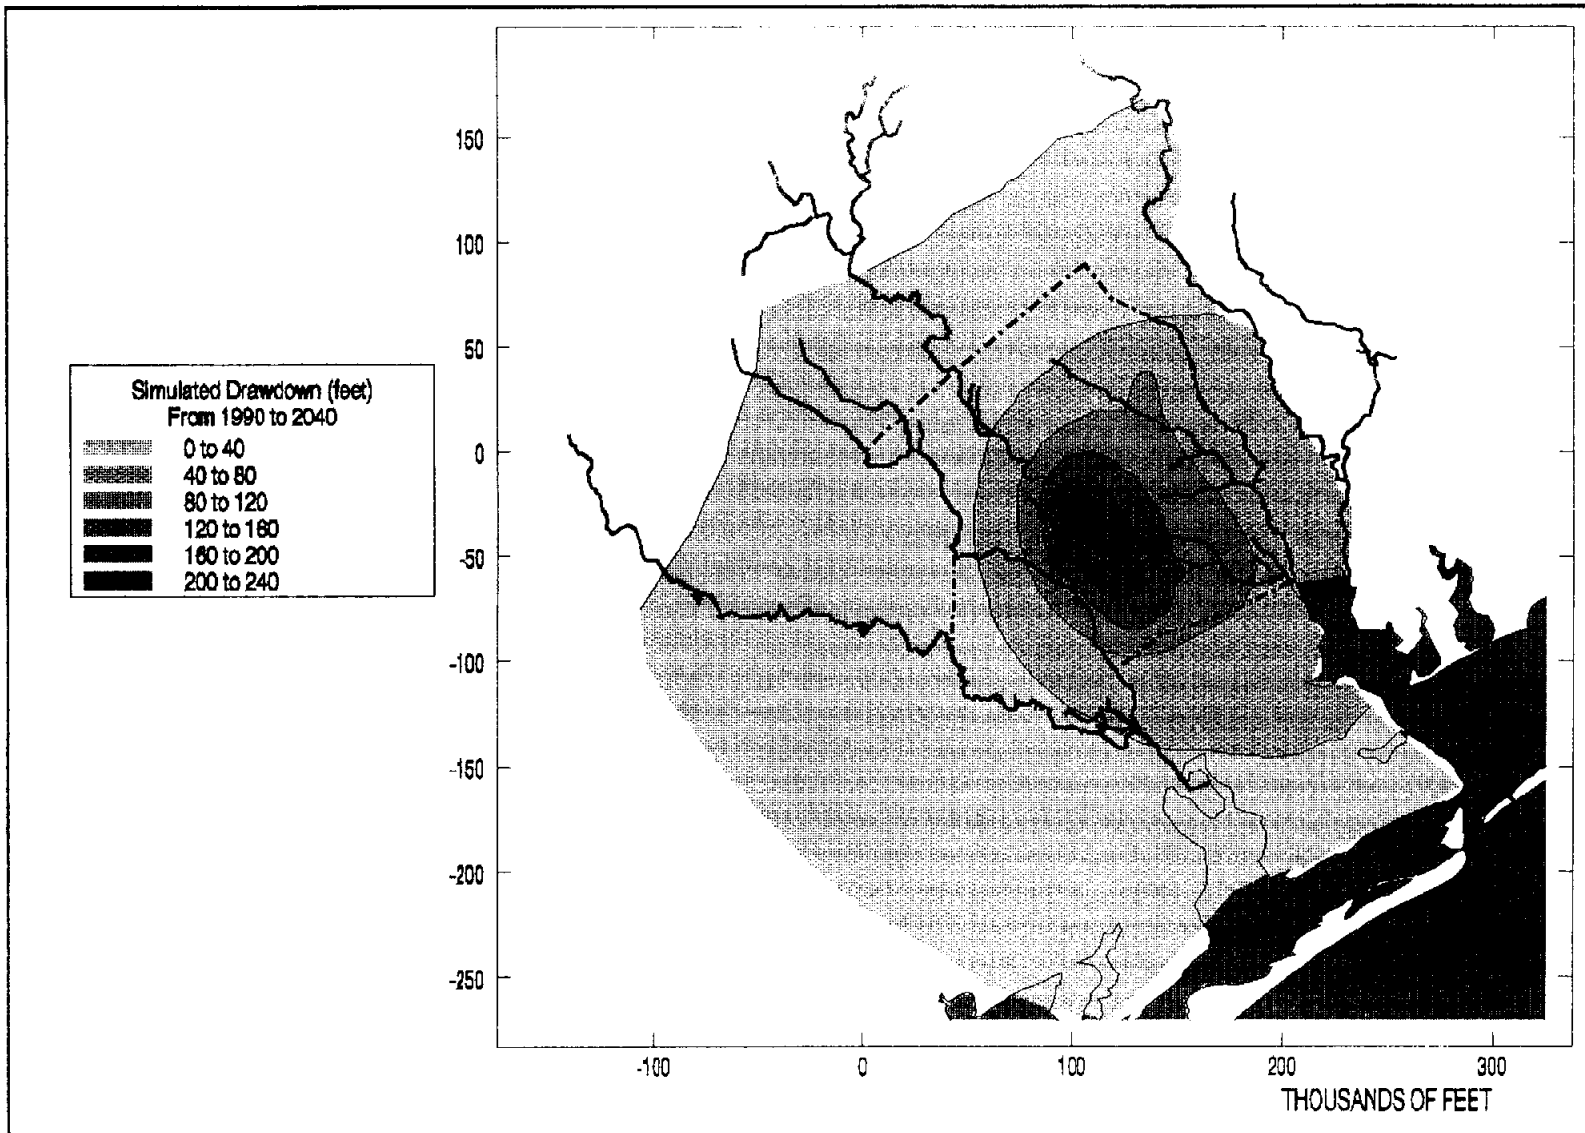 150
100
50
0
-50
-100
-150
-200
-250
Simulated Drawdown (feet)
From 1990 to 2040
0 to 40
40 to 80
80 to 120
120 to 160
160 to 200
200 to 240
-100 0 100 200 300
THOUSANDS OF FEET